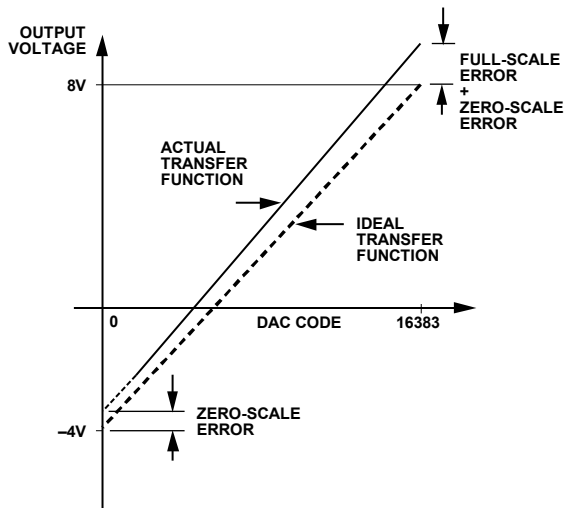 OUTPUT
VOLTAGE
8V
FULL-SCALE
ERROR
+
ZERO-SCALE
ERROR
ACTUAL
TRANSFER
FUNCTION
IDEAL
TRANSFER
FUNCTION
0
DAC CODE
16383
ZERO-SCALE
ERROR
–4V